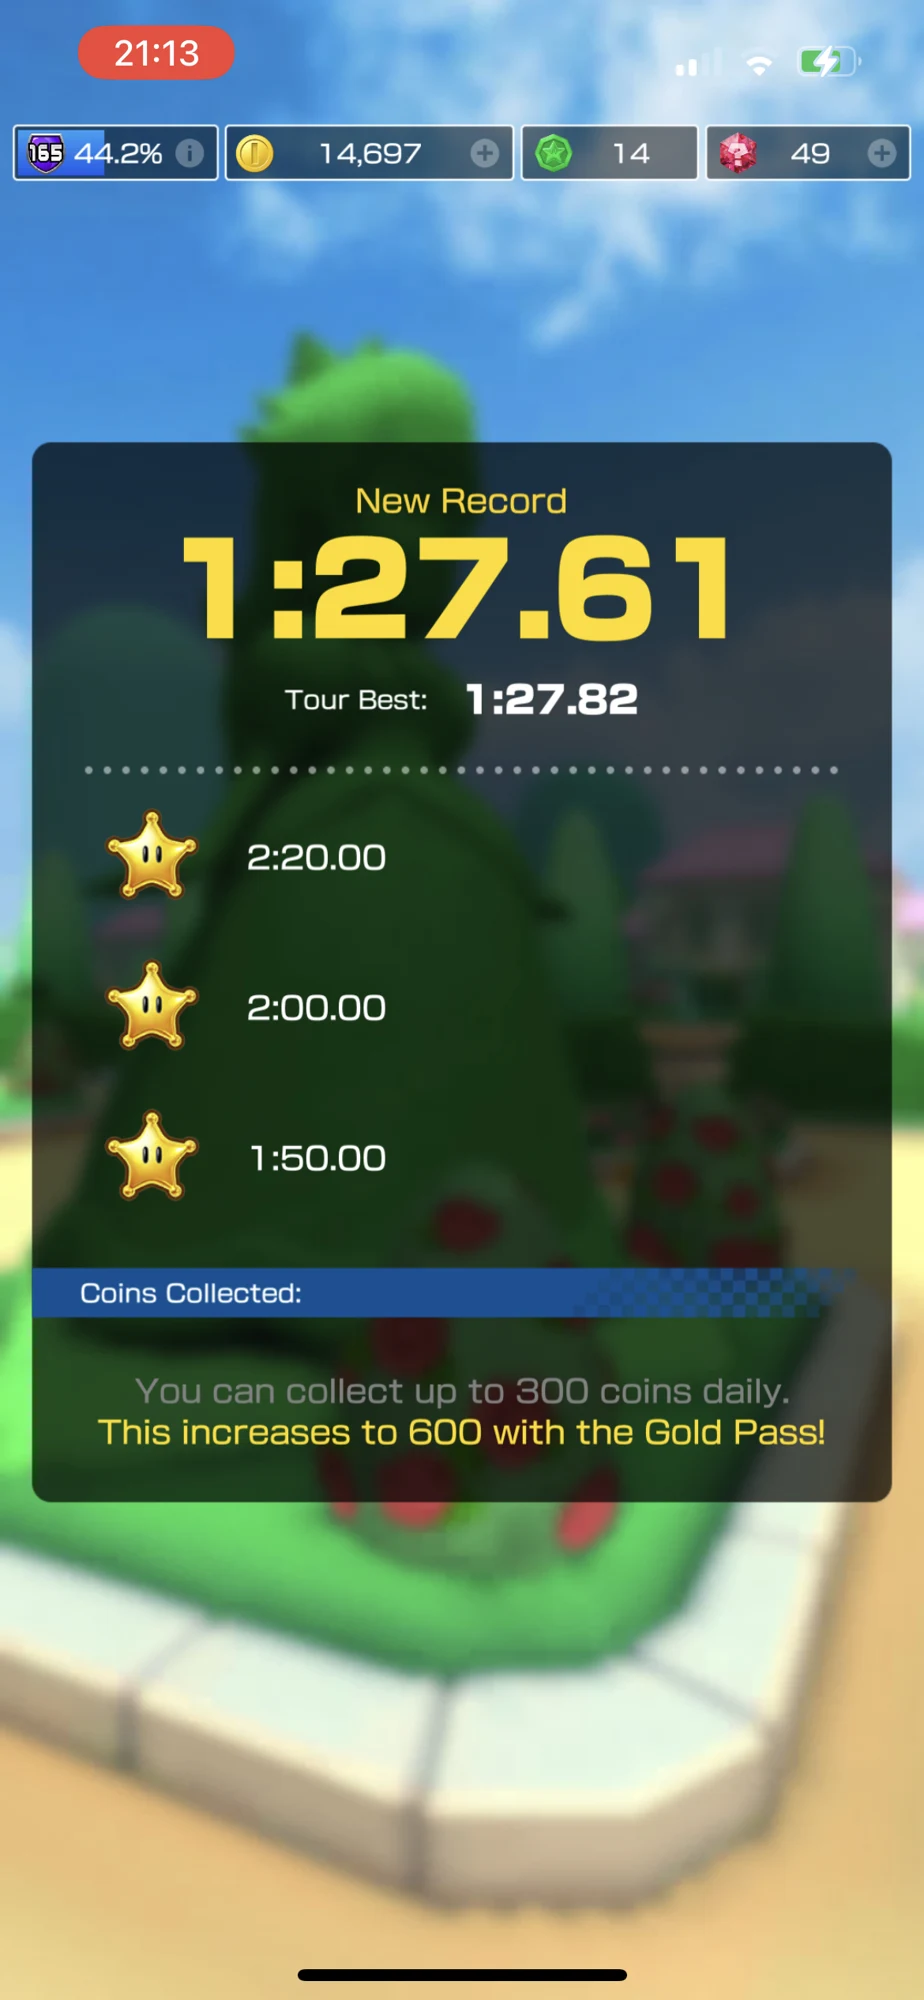 21:13
165 44.2% i 14,697 + 14 49 +
New Record
1:27.61
Tour Best: 1:27.82
2:20.00
2:00.00
1:50.00
Coins Collected:
You can collect up to 300 coins daily.
This increases to 600 with the Gold Pass!